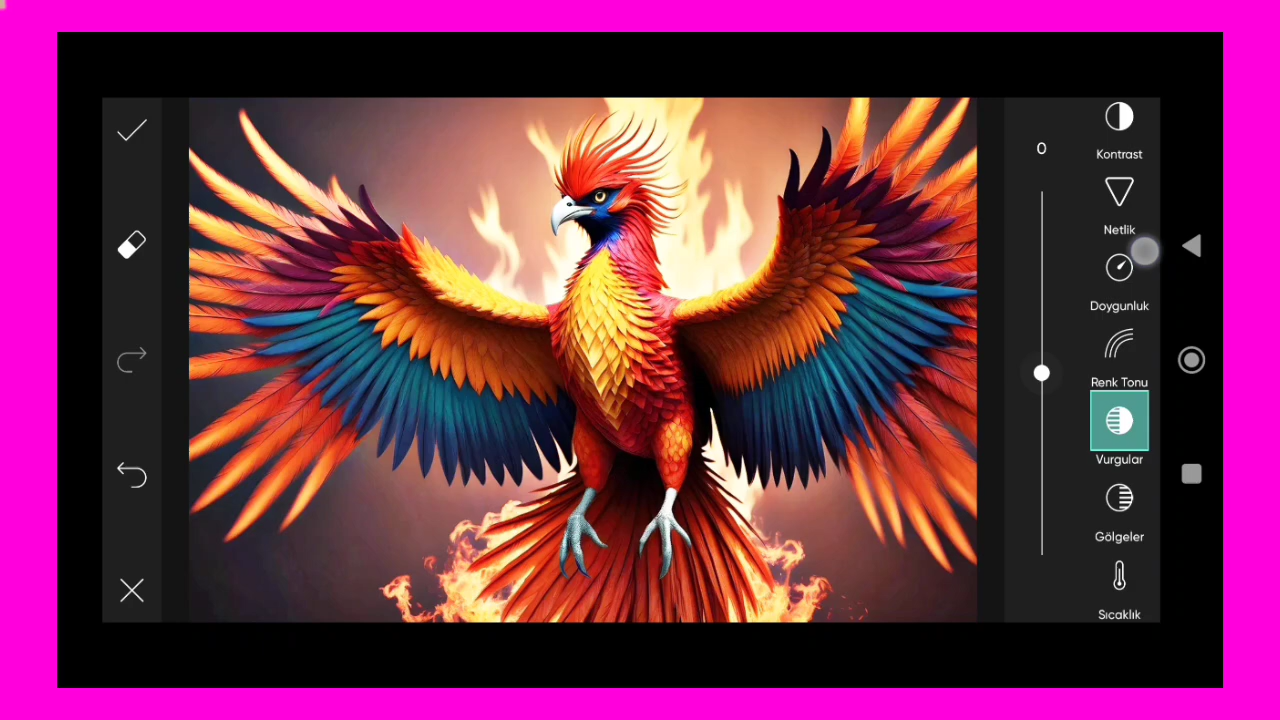 0
Kontrast
Netlik
Doygunluk
Renk Tonu
Vurgular
Gölgeler
Sıcaklık